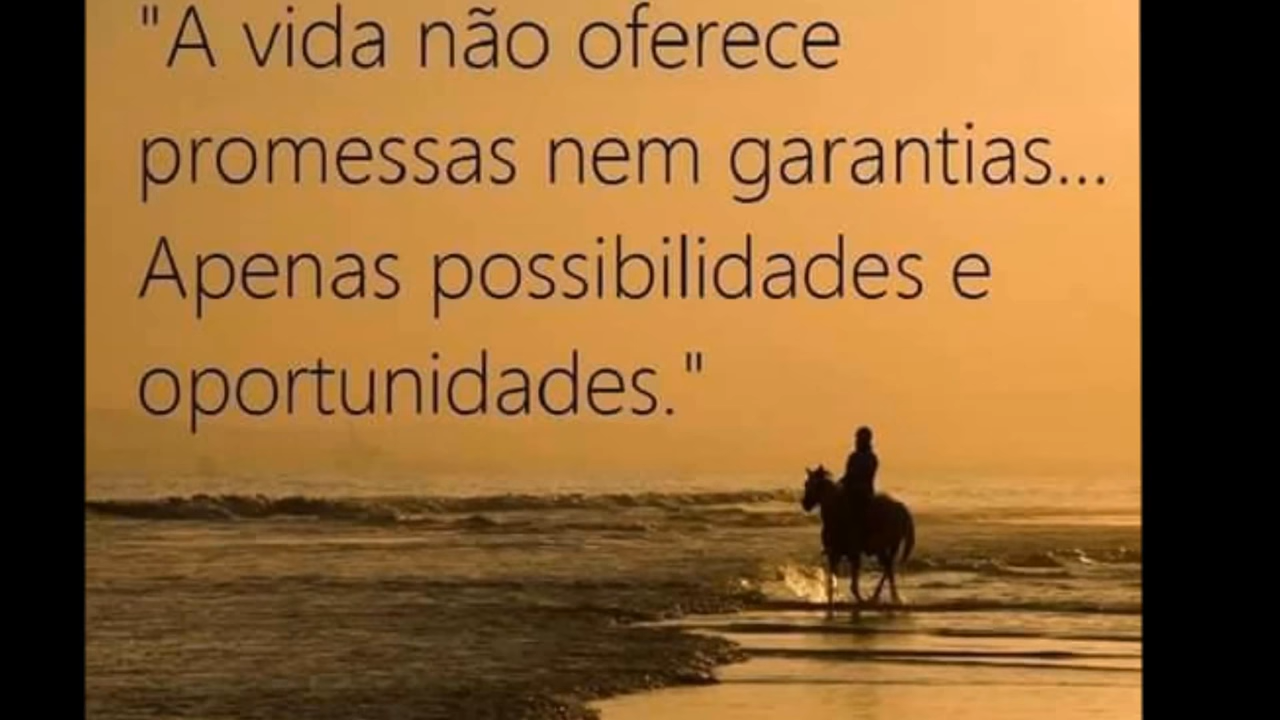 "A vida não oferece
promessas nem garantias...
Apenas possibilidades e
oportunidades."